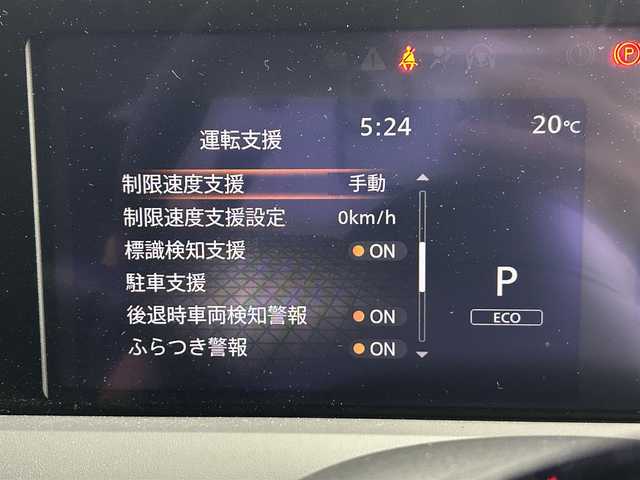 運転支援 5:24 20℃
制限速度支援 手動
制限速度支援設定 0km/h
標識検知支援 ON
駐車支援
後退時車両検知警報 ON
ふらつき警報 ON
P
ECO
P